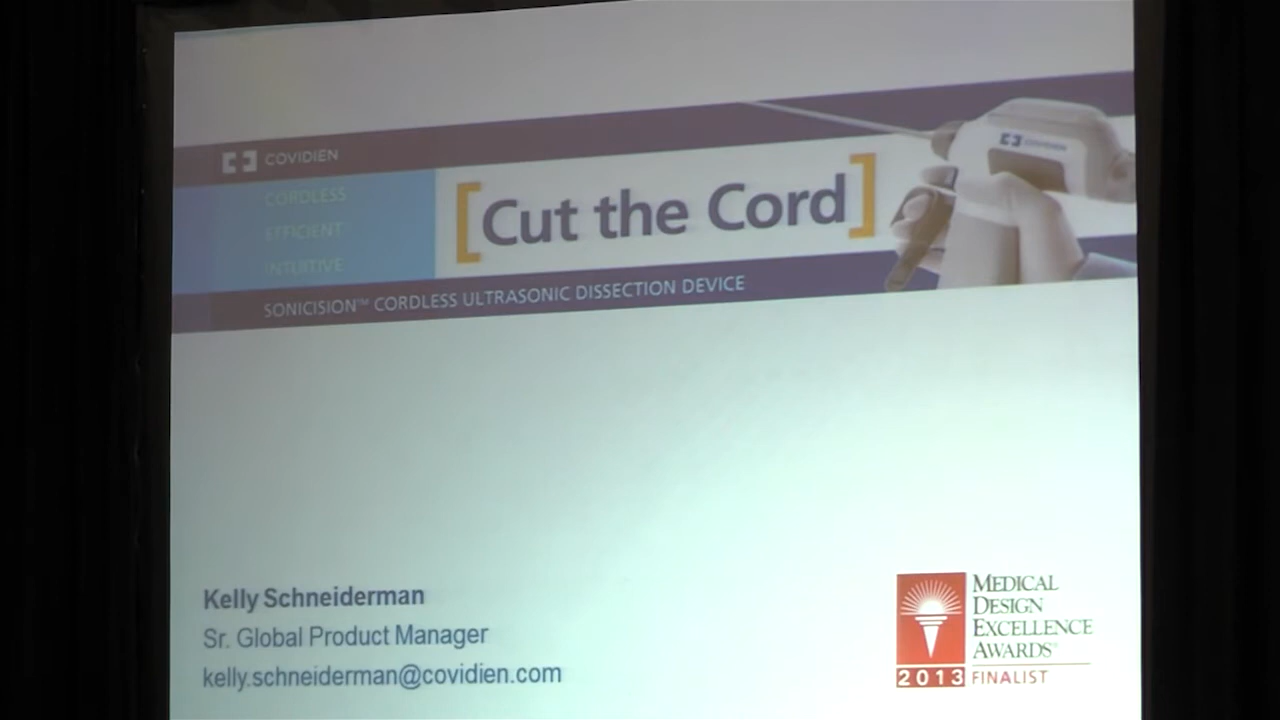 COVIDIEN
COVIDIEN
CORDLESS
EFFICIENT
INTUITIVE
[Cut the Cord]
SONICISION™ CORDLESS ULTRASONIC DISSECTION DEVICE
Kelly Schneiderman
Sr. Global Product Manager
kelly.schneiderman@covidien.com
MEDICAL
DESIGN
EXCELLENCE
AWARDS
2013 FINALIST